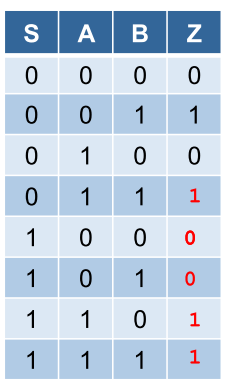 S A B Z
0 0 0 0
0 0 1 1
0 1 0 0
0 1 1 1
1 0 0 0
1 0 1 0
1 1 0 1
1 1 1 1